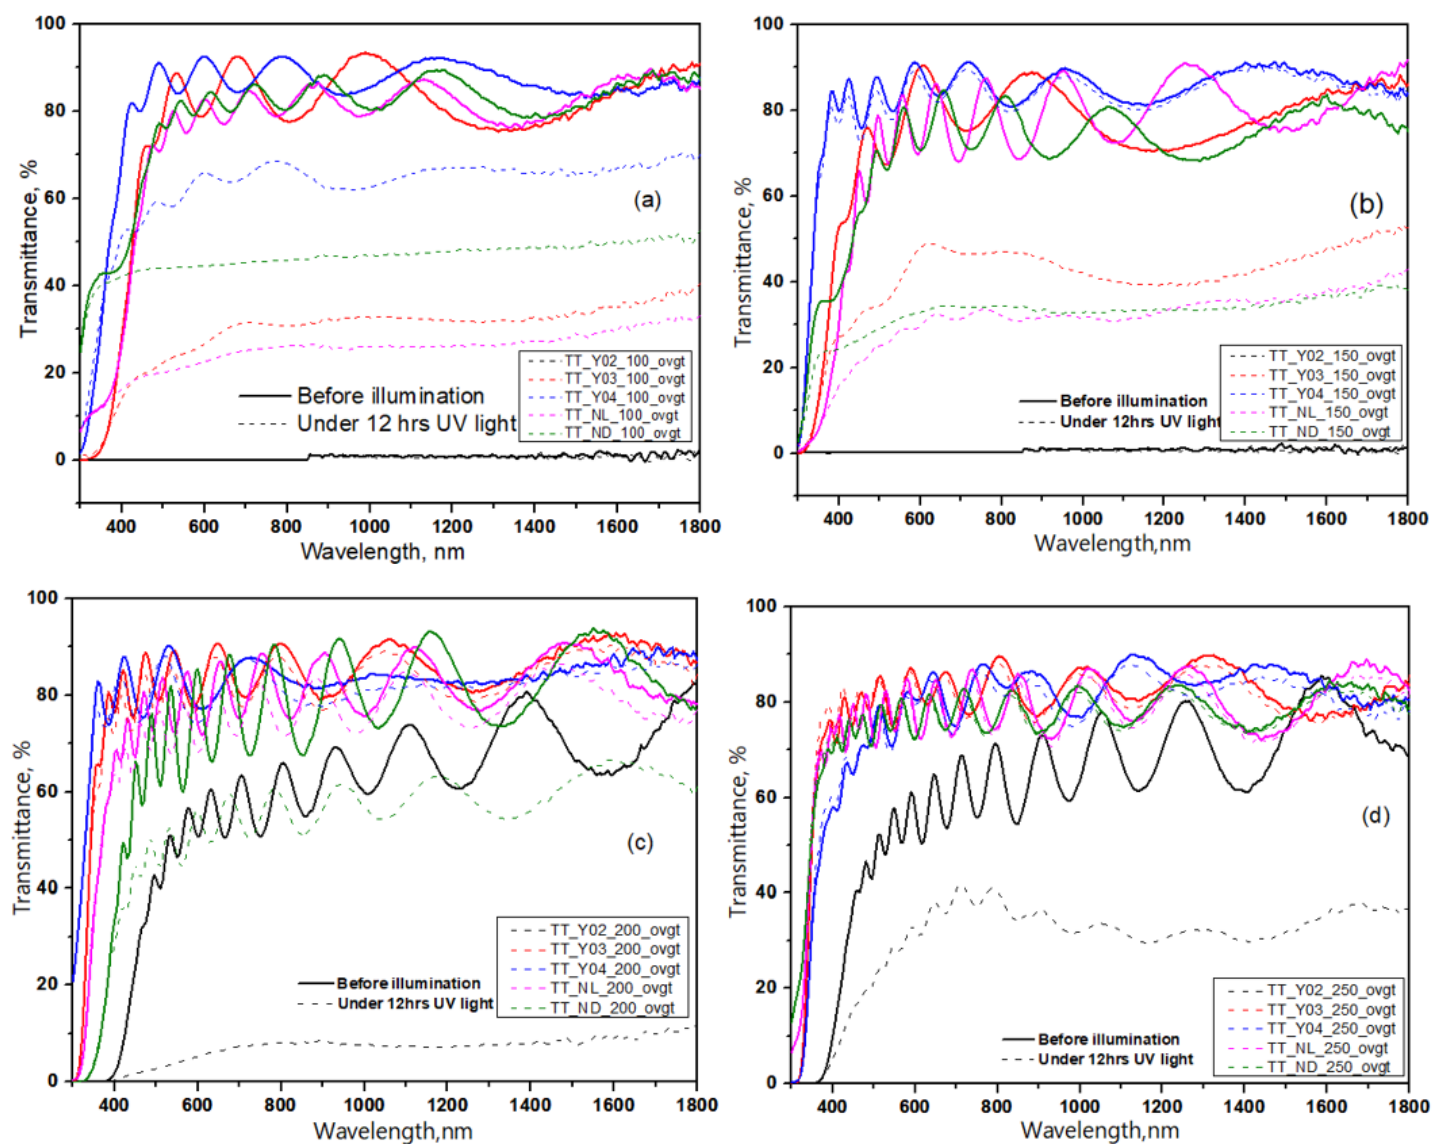 100
80
60
40
20
0
Transmittance, %
(a)
Before illumination
Under 12 hrs UV light
TT_Y02_100_ovgt
TT_Y03_100_ovgt
TT_Y04_100_ovgt
TT_NL_100_ovgt
TT_ND_100_ovgt
400 600 800 1000 1200 1400 1600 1800
Wavelength, nm
100
80
60
40
20
0
Transmittance, %
(b)
Before illumination
Under 12hrs UV light
TT_Y02_150_ovgt
TT_Y03_150_ovgt
TT_Y04_150_ovgt
TT_NL_150_ovgt
TT_ND_150_ovgt
400 600 800 1000 1200 1400 1600 1800
Wavelength,nm
100
80
60
40
20
0
Transmittance, %
(c)
Before illumination
Under 12hrs UV light
TT_Y02_200_ovgt
TT_Y03_200_ovgt
TT_Y04_200_ovgt
TT_NL_200_ovgt
TT_ND_200_ovgt
400 600 800 1000 1200 1400 1600 1800
Wavelength,nm
100
80
60
40
20
0
Transmittance, %
(d)
Before illumination
Under 12hrs UV light
TT_Y02_250_ovgt
TT_Y03_250_ovgt
TT_Y04_250_ovgt
TT_NL_250_ovgt
TT_ND_250_ovgt
400 600 800 1000 1200 1400 1600 1800
Wavelength,nm